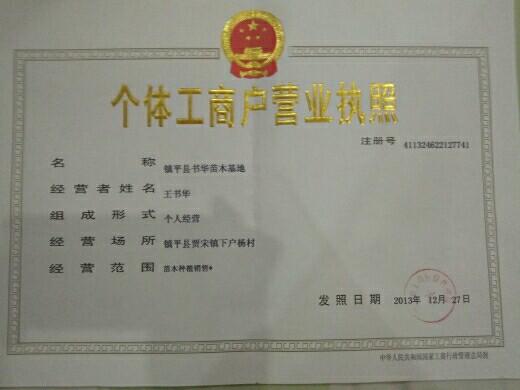 个体工商户营业执照
注册号 411324622127741
名称 镇平县书华苗木基地
经营者姓名 王书华
组成形式 个人经营
经营场所 镇平县贾宋镇下户杨村
经营范围 苗木种植销售*
发照日期 2013年 12月 27日
中华人民共和国国家工商行政管理总局制